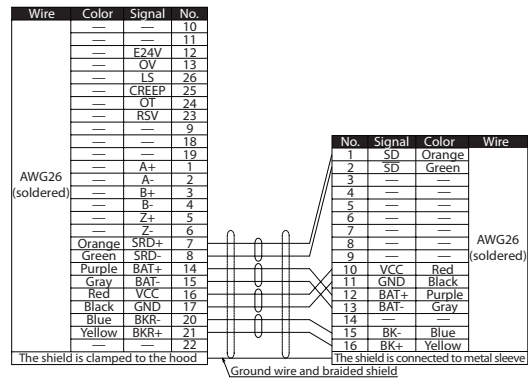 Wire Color Signal No.
— — 10
— — 11
— E24V 12
— OV 13
— LS 26
— CREEP 25
— OT 24
— RSV 23
— — 9
— — 18
— — 19
— A+ 1
— A- 2
— B+ 3
— B- 4
— Z+ 5
— Z- 6
Orange SRD+ 7
Green SRD- 8
Purple BAT+ 14
Gray BAT- 15
Red VCC 16
Black GND 17
Blue BKR- 20
Yellow BKR+ 21
— — 22
AWG26
(soldered)
The shield is clamped to the hood
No. Signal Color Wire
1 SD Orange
2 SD Green
3 — —
4 — —
5 — —
6 — —
7 — —
8 — —
9 — —
10 VCC Red
11 GND Black
12 BAT+ Purple
13 BAT- Gray
14 —
15 BK- Blue
16 BK+ Yellow
AWG26
(soldered)
The shield is connected to metal sleeve
Ground wire and braided shield